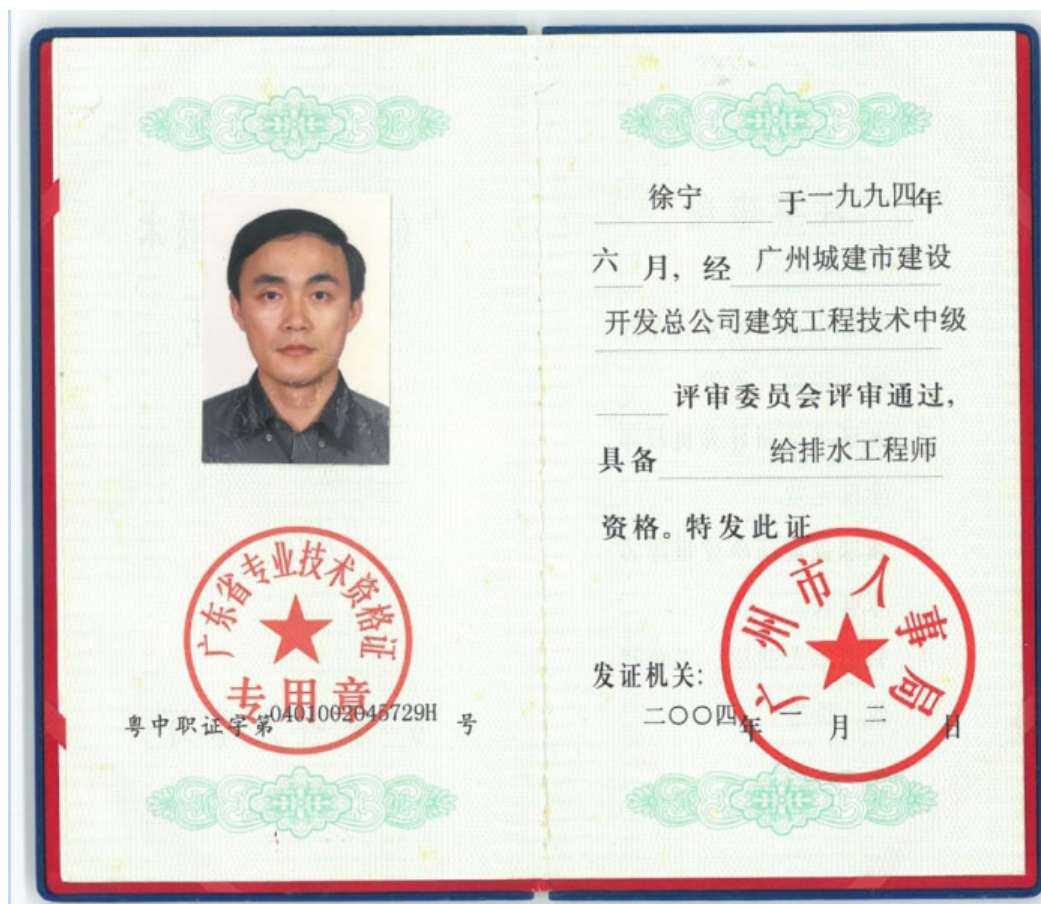 广东省专业技术资格证
专用章
粤中职证字第0401002045729H号
徐宁 于一九九四年
六月，经 广州城建市建设
开发总公司建筑工程技术中级
评审委员会评审通过，
具备 给排水工程师
资格。特发此证
广州市人事局
发证机关：
二〇〇四年 一 月 二 日